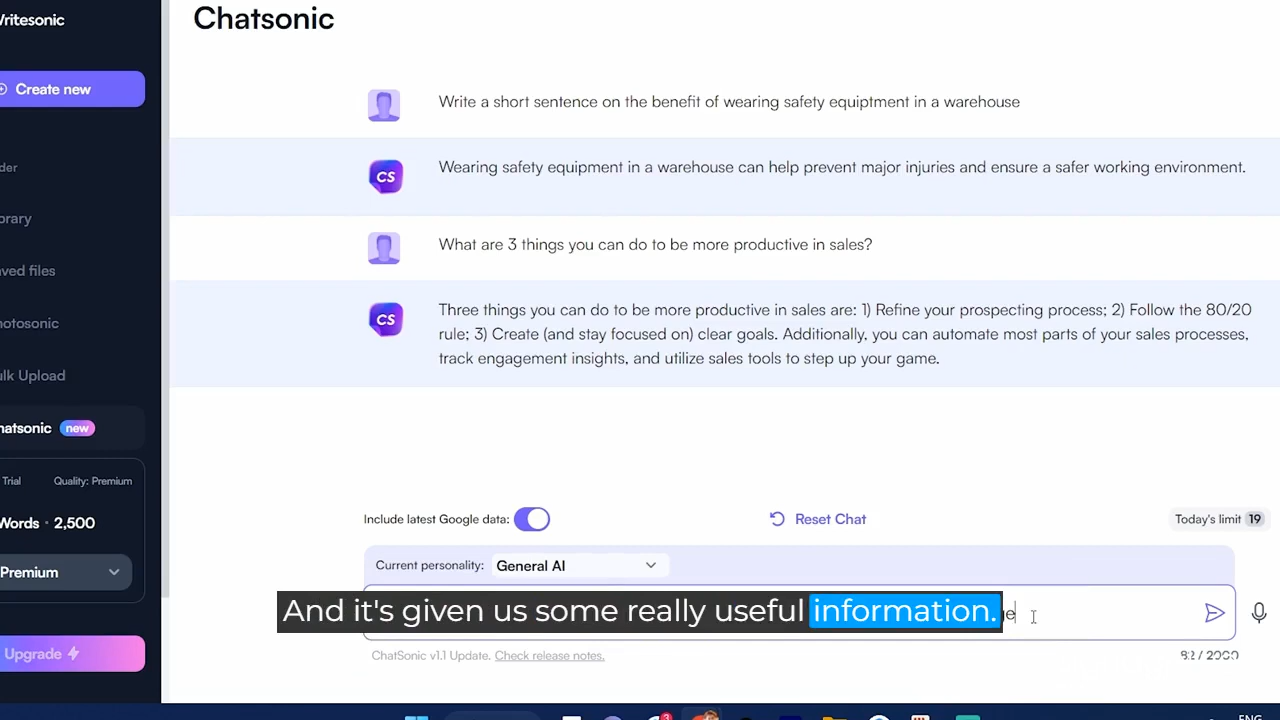 Writesonic
Chatsonic
Create new
Write a short sentence on the benefit of wearing safety equiptment in a warehouse
CS
Wearing safety equipment in a warehouse can help prevent major injuries and ensure a safer working environment.
What are 3 things you can do to be more productive in sales?
CS
Three things you can do to be more productive in sales are: 1) Refine your prospecting process; 2) Follow the 80/20
rule; 3) Create (and stay focused on) clear goals. Additionally, you can automate most parts of your sales processes,
track engagement insights, and utilize sales tools to step up your game.
der
brary
aved files
hotosonic
ulk Upload
hatsonic new
Trial Quality: Premium
Words · 2,500
Premium
Upgrade
Include latest Google data:
Reset Chat
Today's limit 19
Current personality: General AI
And it's given us some really useful information.
ChatSonic v1.1 Update. Check release notes.
/ 2000
3
ENG